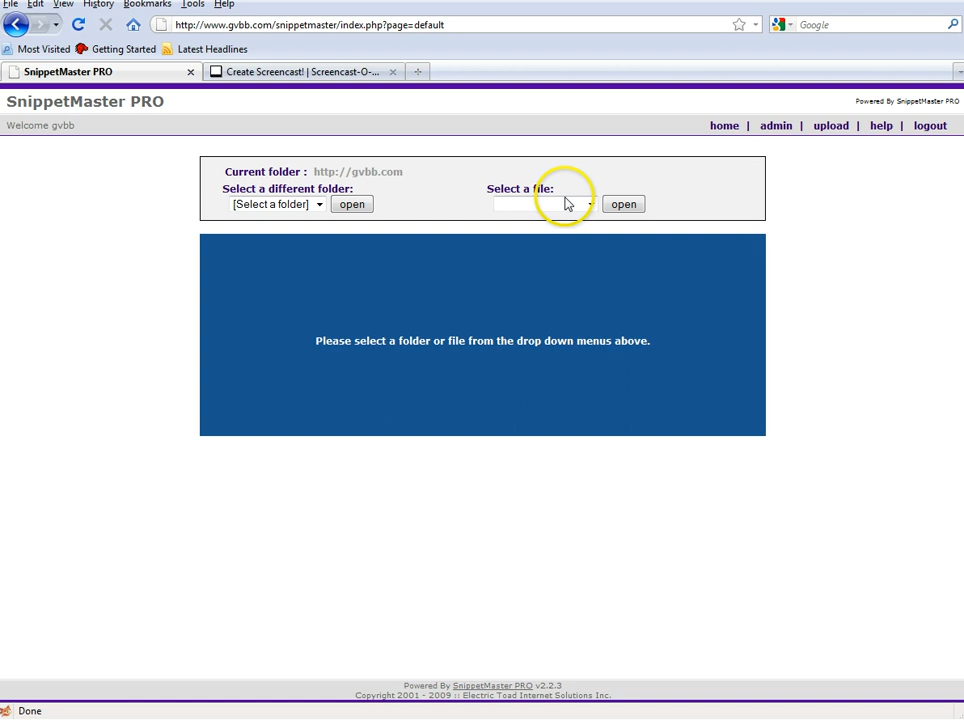 File Edit View History Bookmarks Tools Help
http://www.gvbb.com/snippetmaster/index.php?page=default
Google
Most Visited Getting Started Latest Headlines
SnippetMaster PRO Create Screencast! | Screencast-O-...
SnippetMaster PRO
Powered By SnippetMaster PRO
Welcome gvbb
home | admin | upload | help | logout
Current folder : http://gvbb.com
Select a different folder: Select a file:
[Select a folder] open open
Please select a folder or file from the drop down menus above.
Powered By SnippetMaster PRO v2.2.3
Copyright 2001 - 2009 :: Electric Toad Internet Solutions Inc.
Done